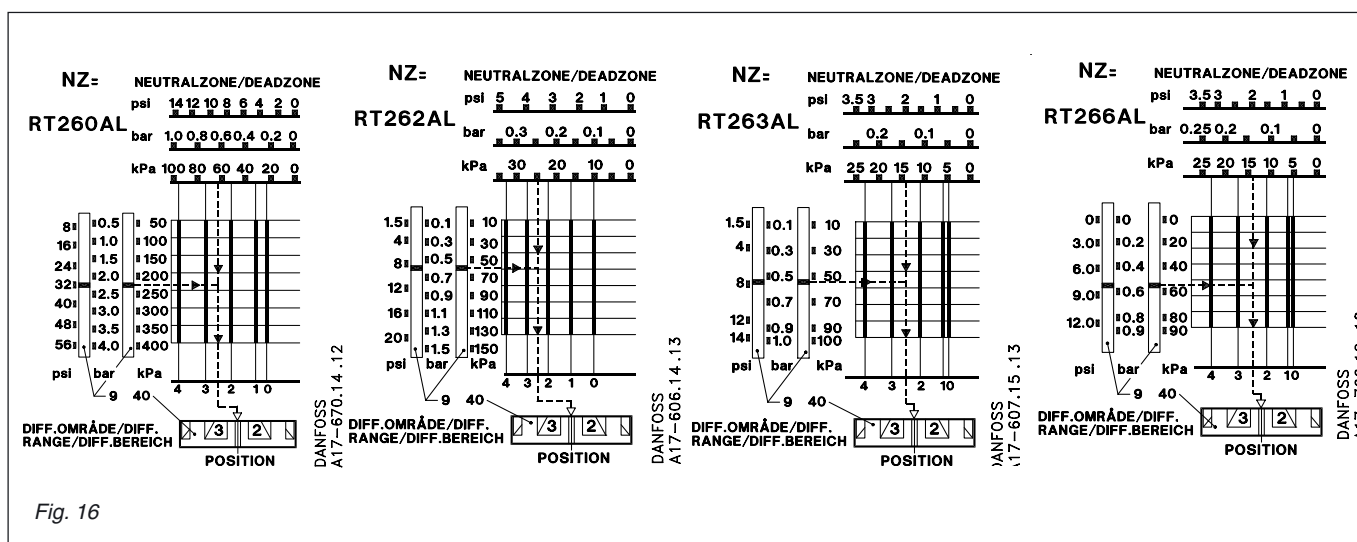 NZ=
NEUTRALZONE/DEADZONE
RT260AL
psi 14 12 10 8 6 4 2 0
bar 1.0 0.8 0.6 0.4 0.2 0
kPa 100 80 60 40 20 0
8 0.5 50
16 1.0 100
24 1.5 150
32 2.0 200
40 2.5 250
48 3.0 300
3.5 350
56 4.0 400
psi bar kPa
4 3 2 1 0
9 40
DIFF.OMRÅDE/DIFF.
RANGE/DIFF.BEREICH
3 2
POSITION
DANFOSS
A17-670.14.12
NZ=
NEUTRALZONE/DEADZONE
RT262AL
psi 5 4 3 2 1 0
bar 0.3 0.2 0.1 0
kPa 30 20 10 0
1.5 0.1 10
4 0.3 30
8 0.5 50
0.7 70
12 0.9 90
16 1.1 110
1.3 130
20 1.5 150
psi bar kPa
4 3 2 1 0
9 40
DIFF.OMRÅDE/DIFF.
RANGE/DIFF.BEREICH
3 2
POSITION
DANFOSS
A17-606.14.13
NZ=
NEUTRALZONE/DEADZONE
RT263AL
psi 3.5 3 2 1 0
bar 0.2 0.1 0
kPa 25 20 15 10 5 0
1.5 0.1 10
4 0.3 30
8 0.5 50
0.7 70
12 0.9 90
14 1.0 100
psi bar kPa
4 3 2 1 0
9 40
DIFF.OMRÅDE/DIFF.
RANGE/DIFF.BEREICH
3 2
POSITION
DANFOSS
A17-607.15.13
NZ=
NEUTRALZONE/DEADZONE
RT266AL
psi 3.5 3 2 1 0
bar 0.25 0.2 0.1 0
kPa 25 20 15 10 5 0
0 0 0
3.0 0.2 20
6.0 0.4 40
9.0 0.6 60
12.0 0.8 80
0.9 90
psi bar kPa
4 3 2 1 0
9 40
DIFF.OMRÅDE/DIFF.
RANGE/DIFF.BEREICH
3 2
POSITION
DANFOSS
Fig. 16